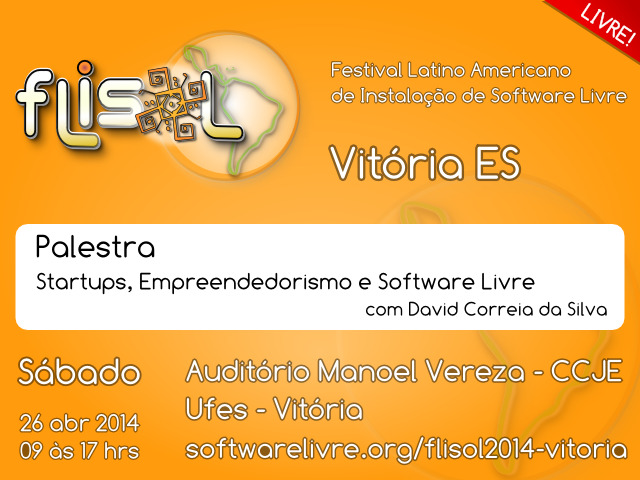 LIVRE!
flisol
Festival Latino Americano
de Instalação de Software Livre
Vitória ES
Palestra
Startups, Empreendedorismo e Software Livre
com David Correia da Silva
Sábado
26 abr 2014
09 às 17 hrs
Auditório Manoel Vereza - CCJE
Ufes - Vitória
softwarelivre.org/flisol2014-vitoria